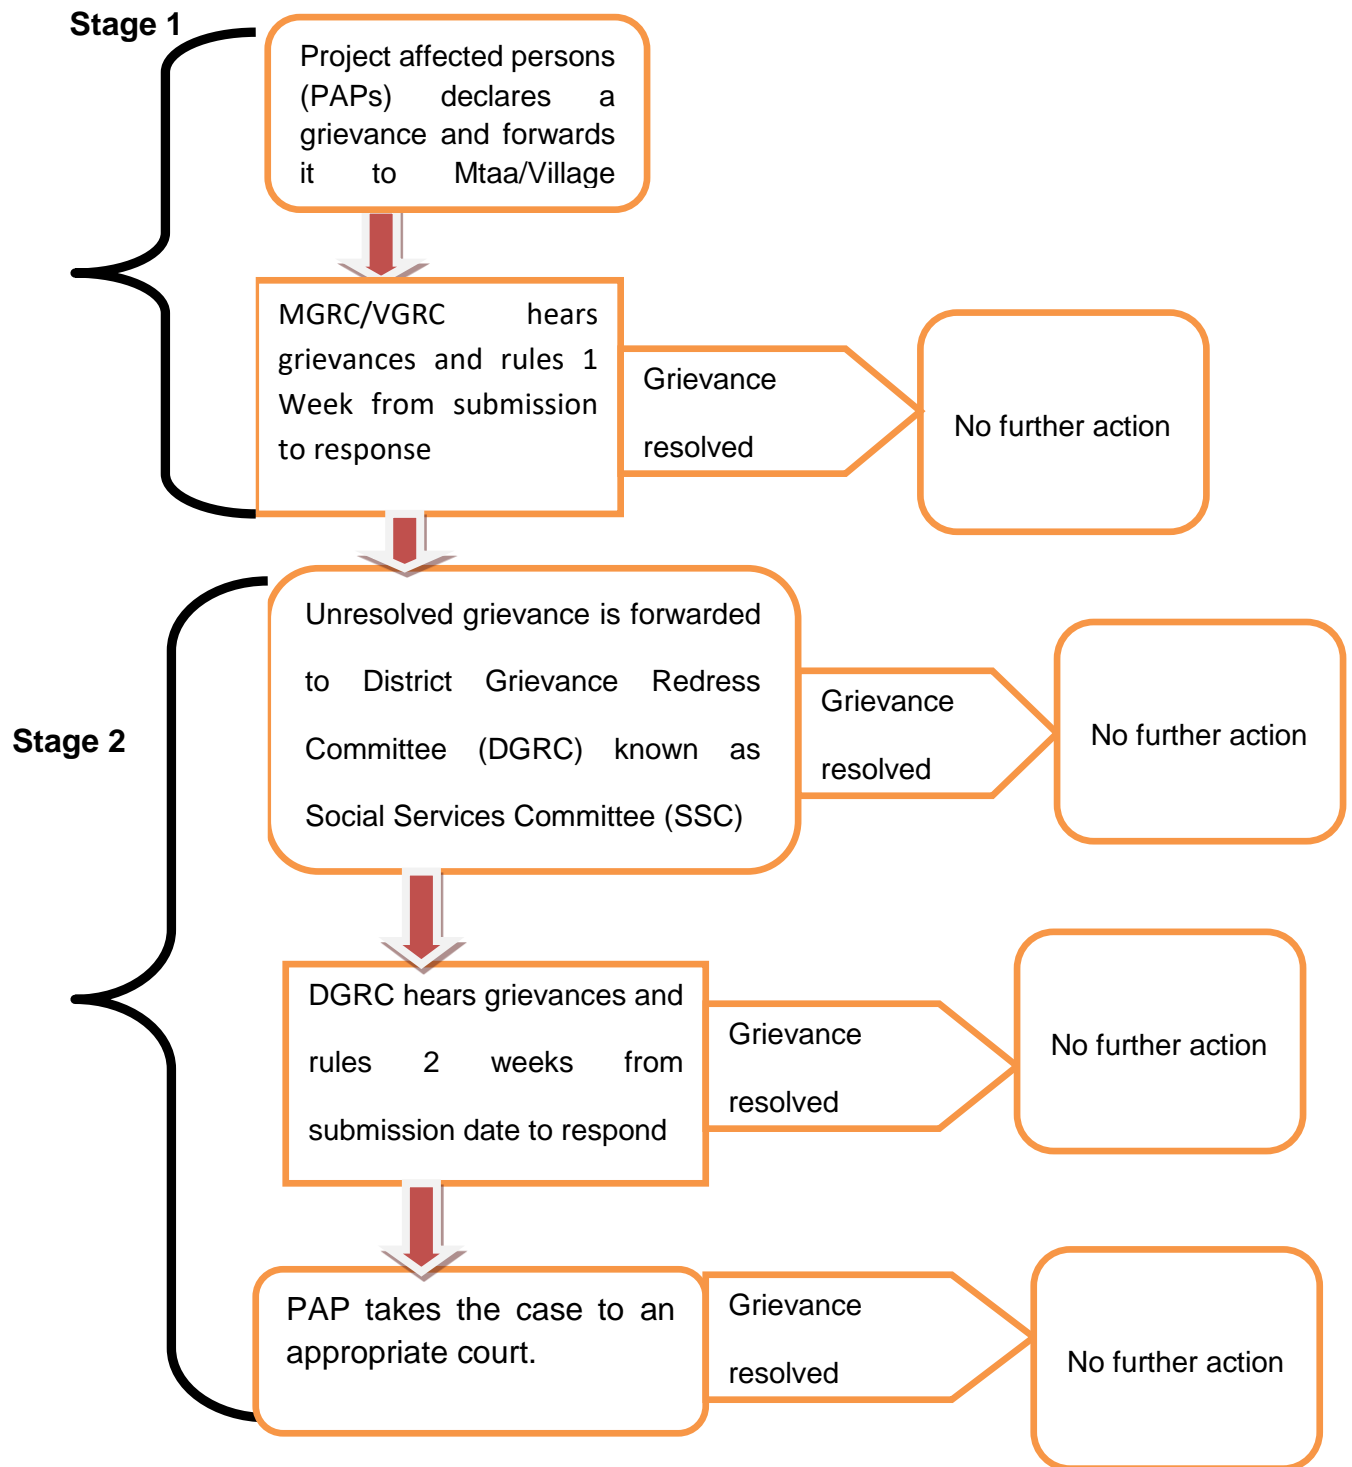 Stage 1
Project affected persons
(PAPs) declares a
grievance and forwards
it to Mtaa/Village
MGRC/VGRC hears
grievances and rules 1
Week from submission
to response
Grievance
resolved
No further action
Stage 2
Unresolved grievance is forwarded
to District Grievance Redress
Committee (DGRC) known as
Social Services Committee (SSC)
Grievance
resolved
No further action
DGRC hears grievances and
rules 2 weeks from
submission date to respond
Grievance
resolved
No further action
PAP takes the case to an
appropriate court.
Grievance
resolved
No further action